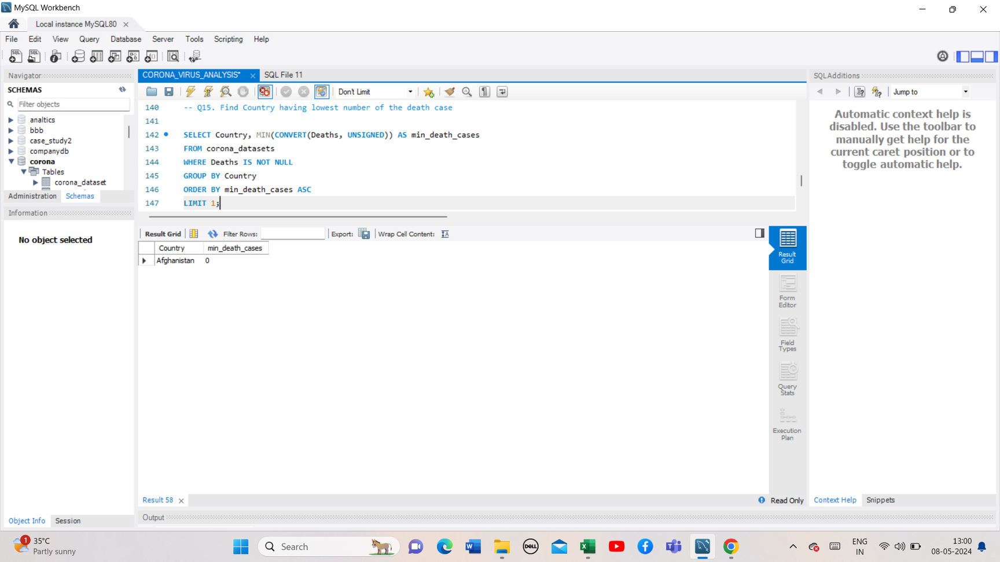 MySQL Workbench
Local instance MySQL80
File Edit View Query Database Server Tools Scripting Help
Navigator
SCHEMAS
Filter objects
analtics
bbb
case_study2
companydb
corona
Tables
corona_dataset
Administration Schemas
Information
No object selected
Object Info Session
CORONA_VIRUS_ANALYSIS* SQL File 11
Don't Limit
140 -- Q15. Find Country having lowest number of the death case
141
142 SELECT Country, MIN(CONVERT(Deaths, UNSIGNED)) AS min_death_cases
143 FROM corona_datasets
144 WHERE Deaths IS NOT NULL
145 GROUP BY Country
146 ORDER BY min_death_cases ASC
147 LIMIT 1;
Result Grid Filter Rows: Export: Wrap Cell Content:
Country min_death_cases
Afghanistan 0
Result
Grid
Form
Editor
Field
Types
Query
Stats
Execution
Plan
Result 58 Read Only
Output
SQLAdditions
Jump to
Automatic context help is
disabled. Use the toolbar to
manually get help for the
current caret position or to
toggle automatic help.
Context Help Snippets
1
35°C
Partly sunny
Search
DELL
ENG
IN
13:00
08-05-2024